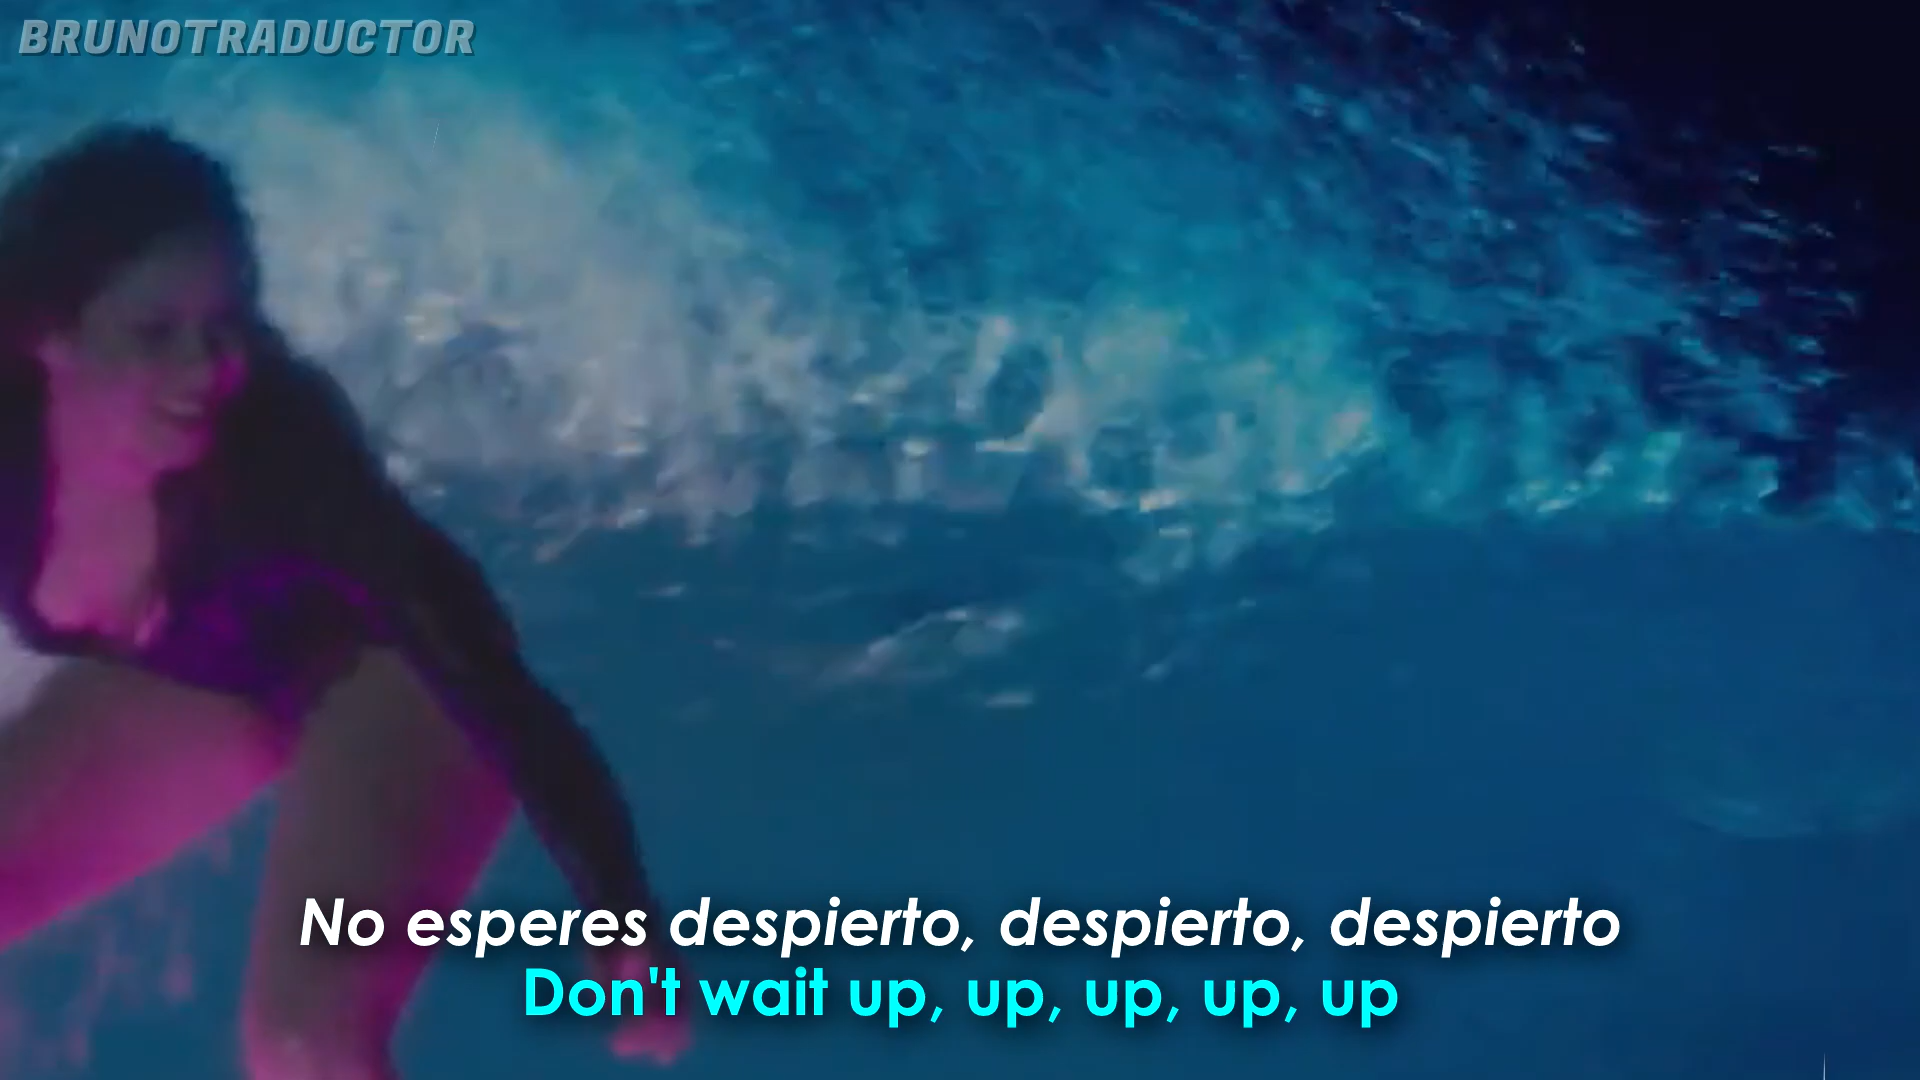 BRUNOTRADUCTOR
No esperes despierto, despierto, despierto
Don't wait up, up, up, up, up